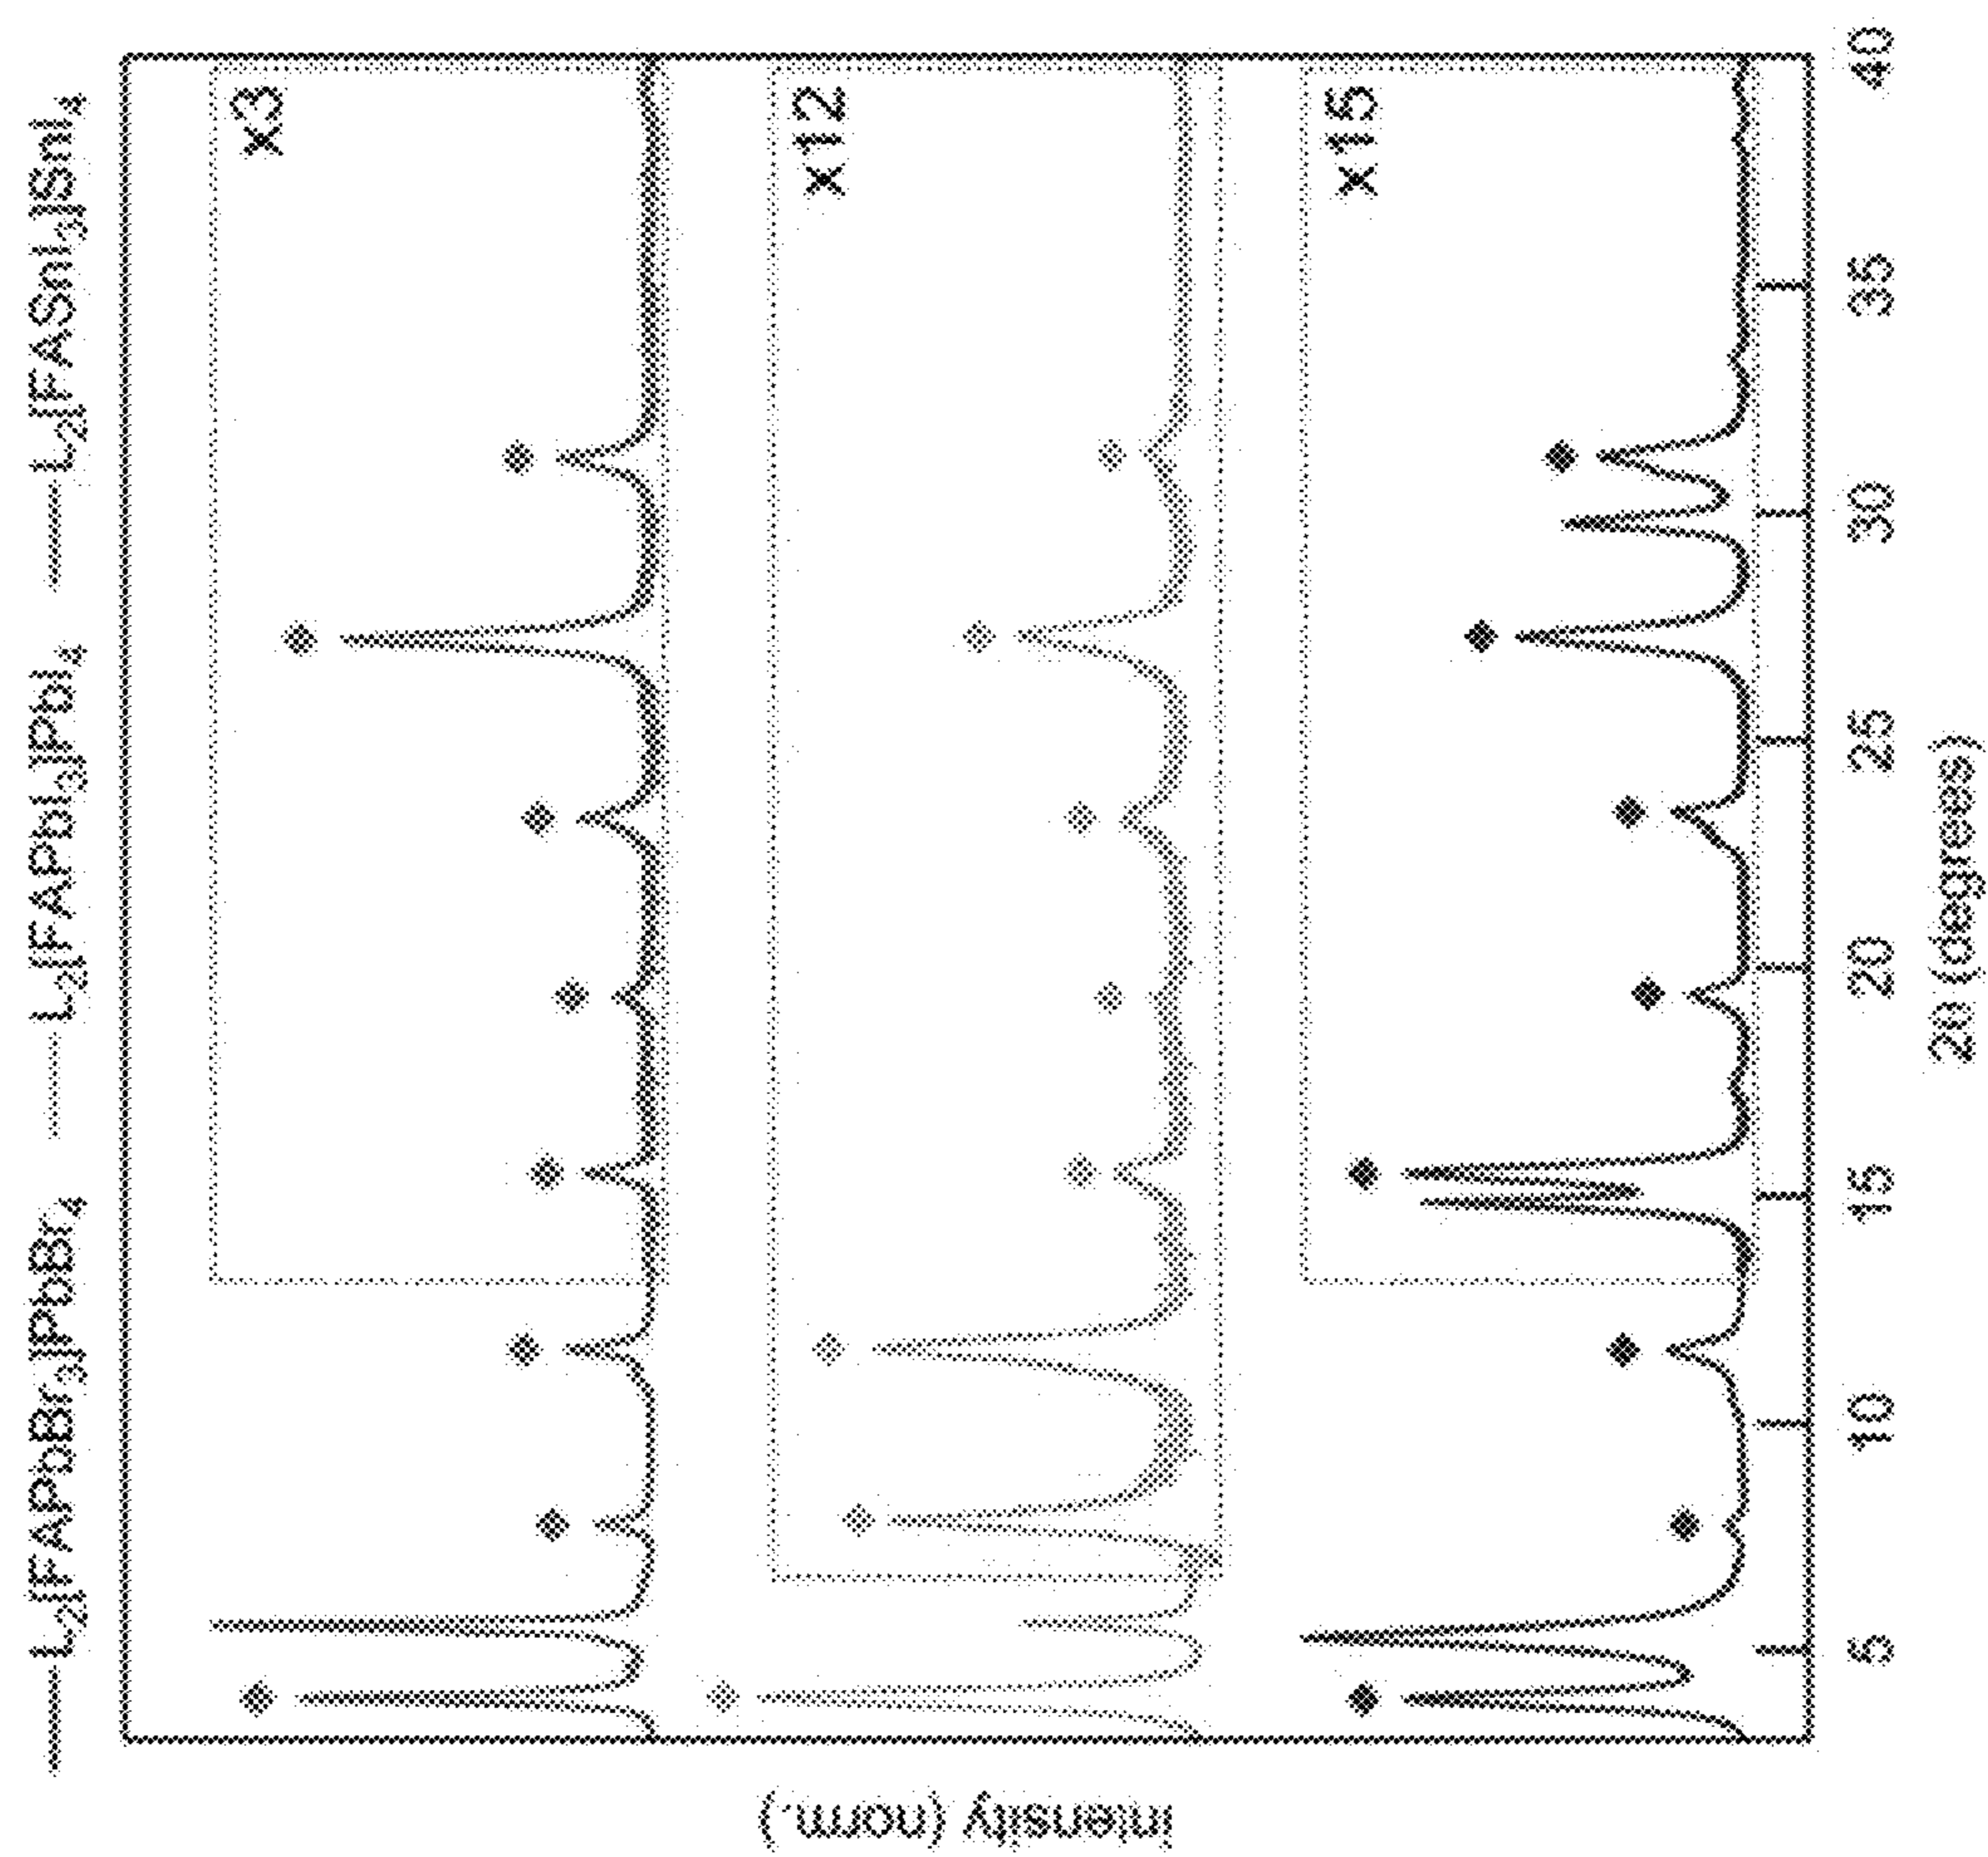 L₂[FAPbBr₃]PbBr₄ L₂[FAPbI₃]PbI₄ L₂[FASnI₃]SnI₄
x3
x12
x15
intensity (norm.)
5 10 15 20 25 30 35 40
2θ (degrees)